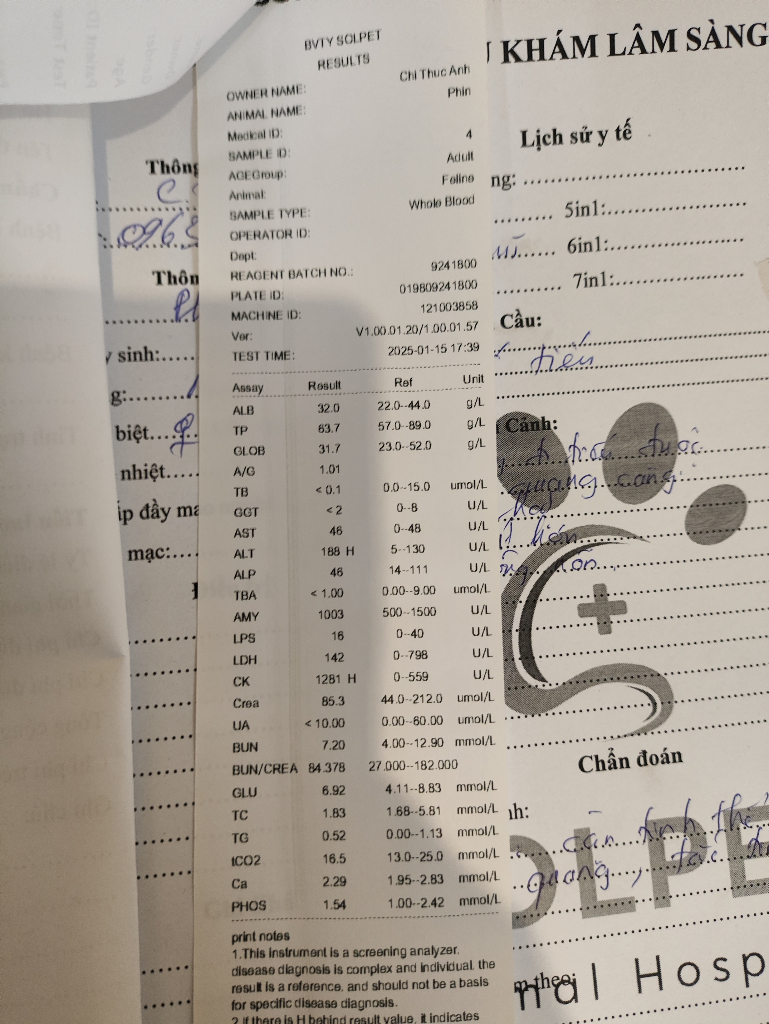 BVTY SOLPET
RESULTS
OWNER NAME: Chi Thuc Anh
ANIMAL NAME: Phin
Medical ID:
SAMPLE ID: 4
AGEGroup: Adult
Animal: Feline
SAMPLE TYPE: Whole Blood
OPERATOR ID:
Dept:
REAGENT BATCH NO.: 9241800
PLATE ID: 019809241800
MACHINE ID: 121003858
Ver: V1.00.01.20/1.00.01.57
TEST TIME: 2025-01-15 17:39
Assay Result Ref Unit
ALB 32.0 22.0--44.0 g/L
TP 63.7 57.0--89.0 g/L
GLOB 31.7 23.0--52.0 g/L
A/G 1.01
TB < 0.1 0.0--15.0 umol/L
GGT < 2 0--8 U/L
AST 46 0--48 U/L
ALT 188 H 5--130 U/L
ALP 46 14--111 U/L
TBA < 1.00 0.00--9.00 umol/L
AMY 1003 500--1500 U/L
LPS 16 0--40 U/L
LDH 142 0--798 U/L
CK 1281 H 0--559 U/L
Crea 85.3 44.0--212.0 umol/L
UA < 10.00 0.00--60.00 umol/L
BUN 7.20 4.00--12.90 mmol/L
BUN/CREA 84.378 27.000--182.000
GLU 6.92 4.11--8.83 mmol/L
TC 1.83 1.68--5.81 mmol/L
TG 0.52 0.00--1.13 mmol/L
tCO2 16.5 13.0--25.0 mmol/L
Ca 2.29 1.95--2.83 mmol/L
PHOS 1.54 1.00--2.42 mmol/L
print notes
1.This instrument is a screening analyzer.
disease diagnosis is complex and individual. the
result is a reference. and should not be a basis
for specific disease diagnosis.
2.if there is H behind result value, it indicates
KHÁM LÂM SÀNG
Lịch sử y tế
ng:
5in1:
6in1:
7in1:
Cầu:
tiến
Cảnh:
quang căng
Chẩn đoán
nh:
cần tính thể
quang, tắc
m theo:
nal Hosp
OLPE
Thông
C.
0963
Thôn
y sinh:
g:
biệt ♀
nhiệt
ấp đầy ma
mạc: